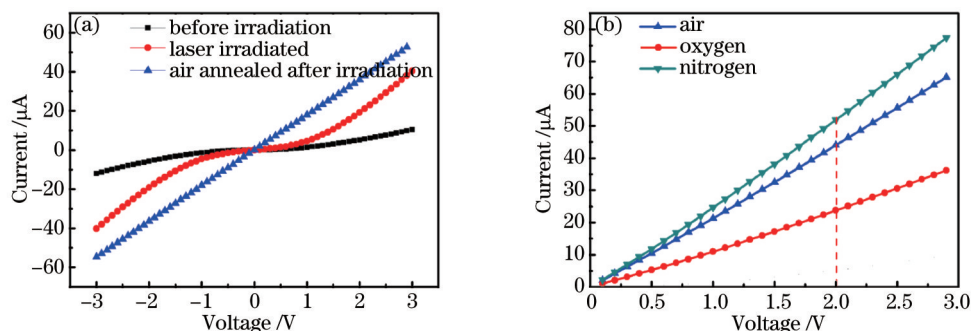 (a)
before irradiation
laser irradiated
air annealed after irradiation
Current /μA
60
40
20
0
−20
−40
−60
−3
−2
−1
0
1
2
3
Voltage /V
(b)
air
oxygen
nitrogen
Current /μA
80
70
60
50
40
30
20
10
0
0
0.5
1.0
1.5
2.0
2.5
3.0
Voltage /V